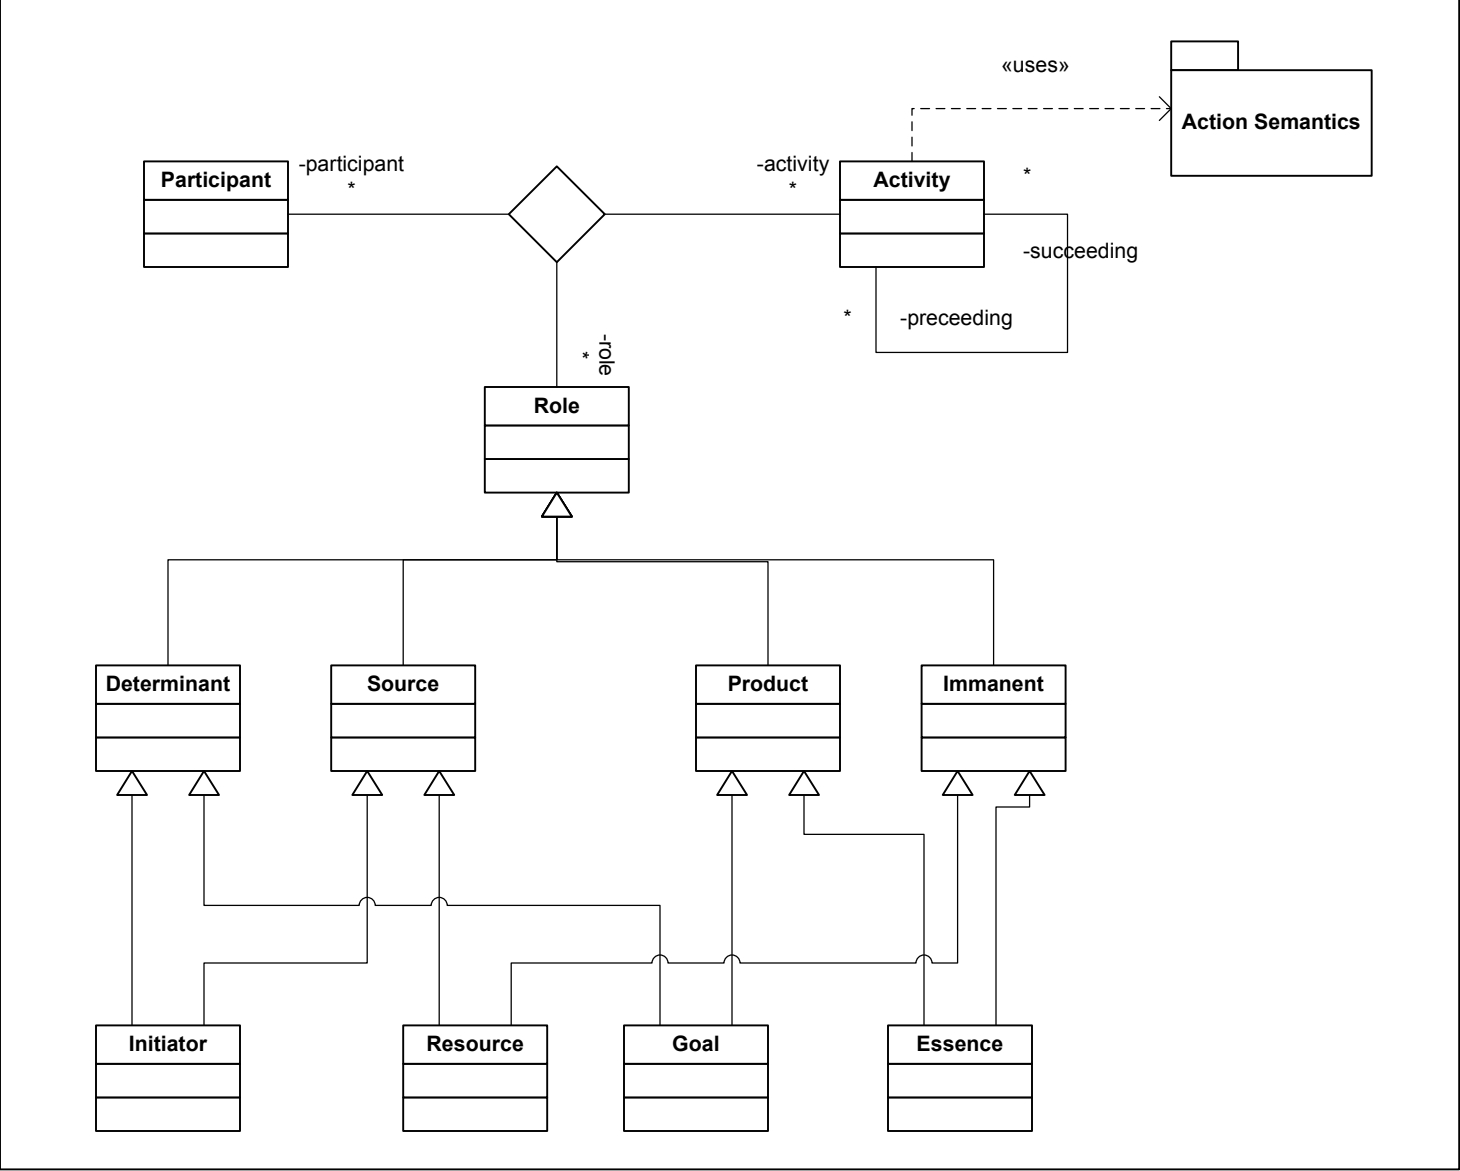 «uses»
Action Semantics
-participant
*
-activity
*
Participant
Activity
*
-succeeding
*
-preceeding
-role
*
Role
Determinant
Source
Product
Immanent
Initiator
Resource
Goal
Essence